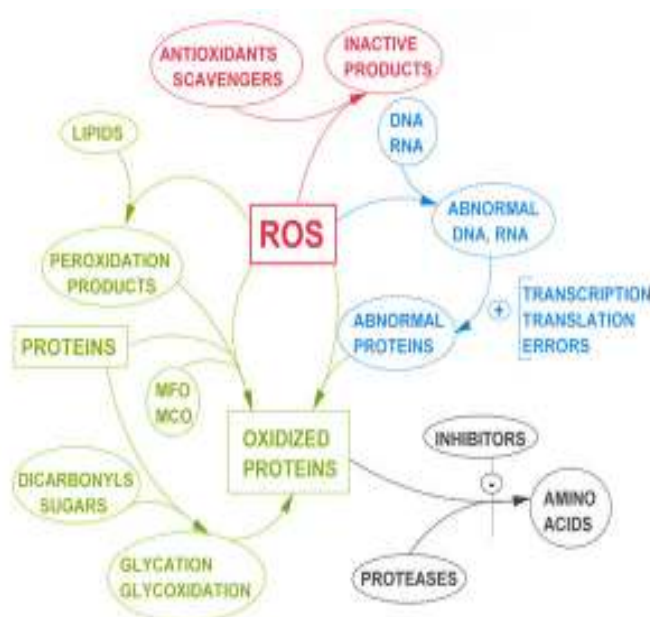 ANTIOXIDANTS
SCAVENGERS
INACTIVE
PRODUCTS
LIPIDS
DNA
RNA
ROS
ABNORMAL
DNA, RNA
PEROXIDATION
PRODUCTS
+
TRANSCRIPTION
TRANSLATION
ERRORS
ABNORMAL
PROTEINS
PROTEINS
MFO
MCO
OXIDIZED
PROTEINS
INHIBITORS
-
DICARBONYLS
SUGARS
AMINO
ACIDS
GLYCATION
GLYCOXIDATION
PROTEASES